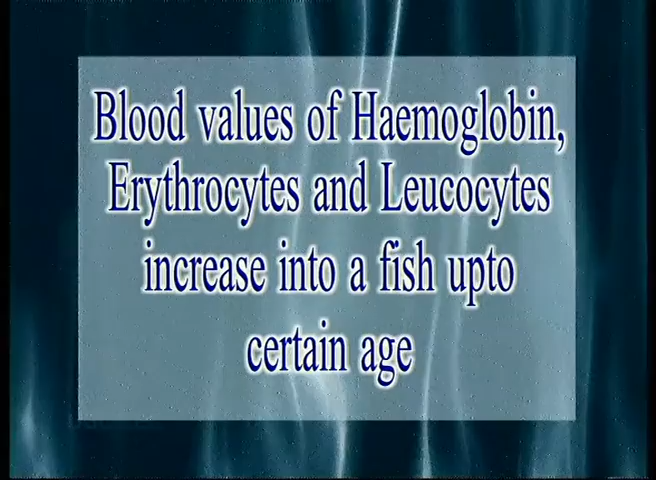 Blood values of Haemoglobin,
Erythrocytes and Leucocytes
increase into a fish upto
certain age